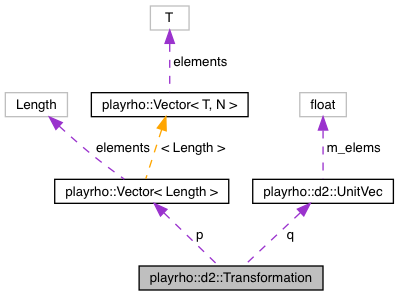 T
elements
Length
playrho::Vector< T, N >
float
elements
< Length >
m_elems
playrho::Vector< Length >
playrho::d2::UnitVec
p
q
playrho::d2::Transformation